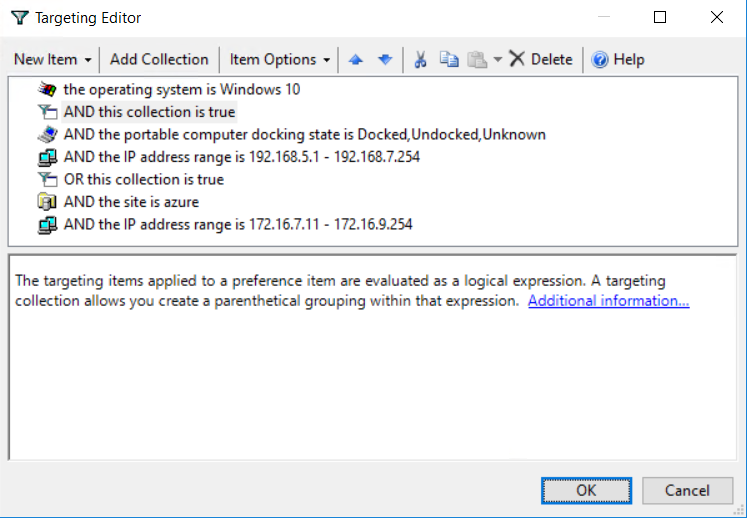 Targeting Editor
New Item Add Collection Item Options Delete Help
the operating system is Windows 10
AND this collection is true
AND the portable computer docking state is Docked,Undocked,Unknown
AND the IP address range is 192.168.5.1 - 192.168.7.254
OR this collection is true
AND the site is azure
AND the IP address range is 172.16.7.11 - 172.16.9.254
The targeting items applied to a preference item are evaluated as a logical expression. A targeting
collection allows you create a parenthetical grouping within that expression. Additional information...
OK Cancel